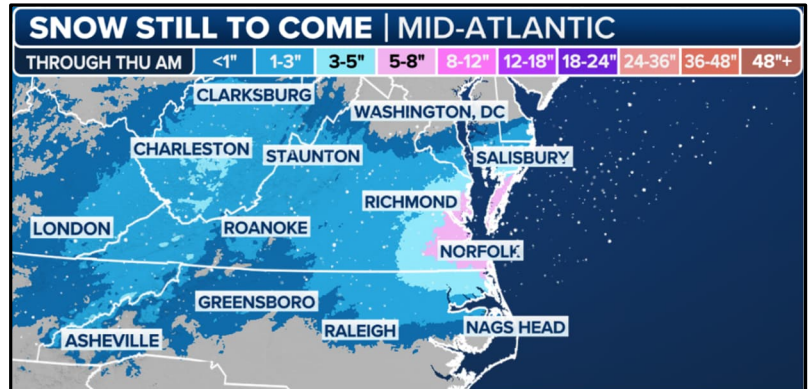 SNOW STILL TO COME | MID-ATLANTIC
THROUGH THU AM <1" 1-3" 3-5" 5-8" 8-12" 12-18" 18-24" 24-36" 36-48" 48"+
CLARKSBURG
WASHINGTON, DC
CHARLESTON
STAUNTON
SALISBURY
RICHMOND
LONDON
ROANOKE
NORFOLK
GREENSBORO
RALEIGH
NAGS HEAD
ASHEVILLE